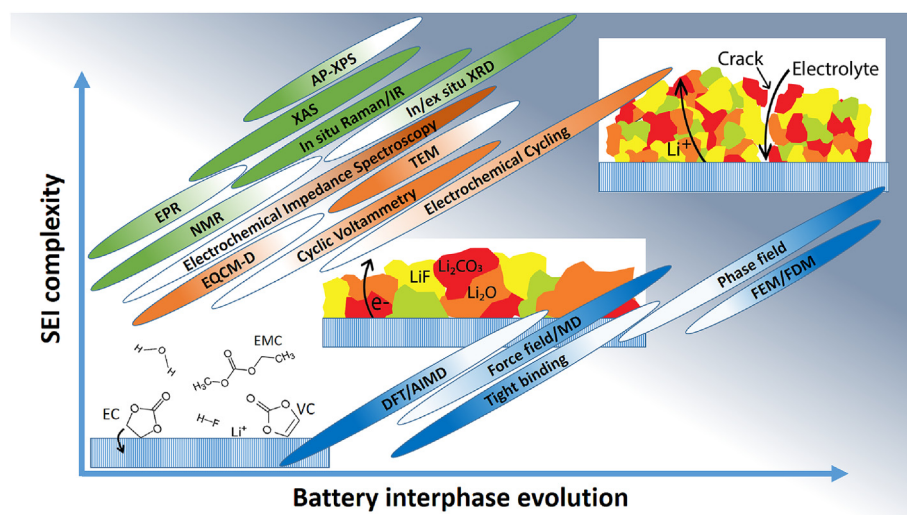 AP-XPS
XAS
In situ Raman/IR
In/ex situ XRD
EPR
NMR
Electrochemical Impedance Spectroscopy
TEM
EQCM-D
Cyclic Voltammetry
Electrochemical Cycling
Crack
Electrolyte
Li⁺
SEI complexity
LiF
Li₂CO₃
Li₂O
e-
Phase field
FEM/FDM
DFT/AIMD
Force field/MD
Tight binding
H O
H
EMC
O
H₃C O O CH₃
EC
O
O O
H-F
Li⁺
VC
O
O O
Battery interphase evolution